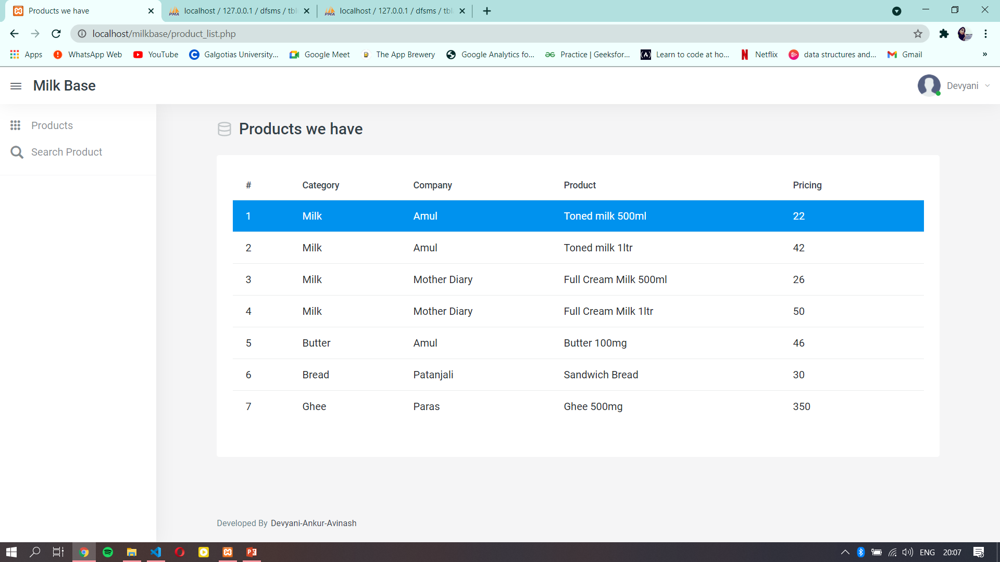 Products we have
localhost / 127.0.0.1 / dfsms / tbl
localhost / 127.0.0.1 / dfsms / tbl
localhost/milkbase/product_list.php
Apps WhatsApp Web YouTube Galgotias University... Google Meet The App Brewery Google Analytics fo... Practice | Geeksfor... Learn to code at ho... Netflix data structures and... Gmail »
Milk Base
Devyani
Products
Search Product
Products we have
# Category Company Product Pricing
1 Milk Amul Toned milk 500ml 22
2 Milk Amul Toned milk 1ltr 42
3 Milk Mother Diary Full Cream Milk 500ml 26
4 Milk Mother Diary Full Cream Milk 1ltr 50
5 Butter Amul Butter 100mg 46
6 Bread Patanjali Sandwich Bread 30
7 Ghee Paras Ghee 500mg 350
Developed By Devyani-Ankur-Avinash
ENG 20:07